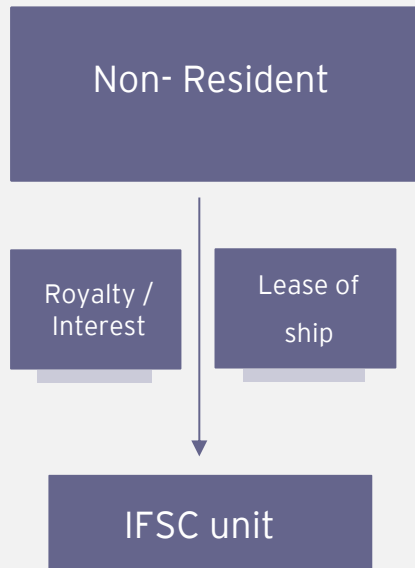 Non- Resident
Royalty /
Interest
Lease of
ship
IFSC unit